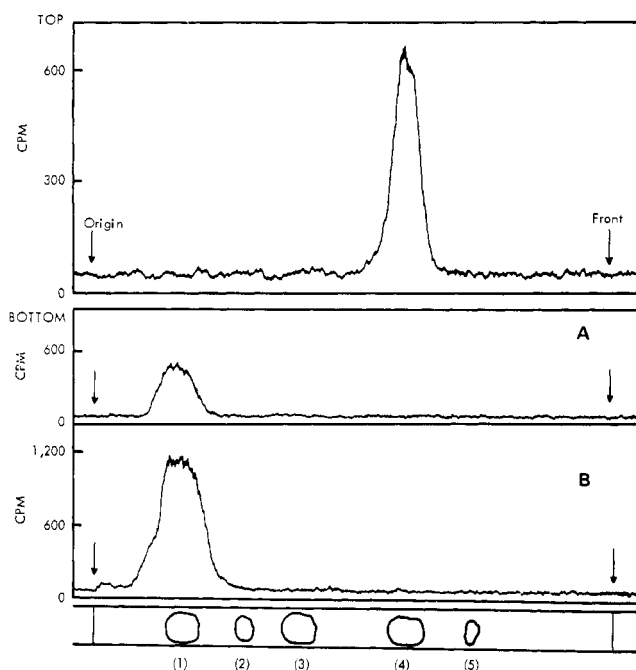 TOP
600
CPM
300
Origin
Front
0
BOTTOM
A
600
CPM
0
1,200
B
CPM
600
0
(1) (2) (3) (4) (5)